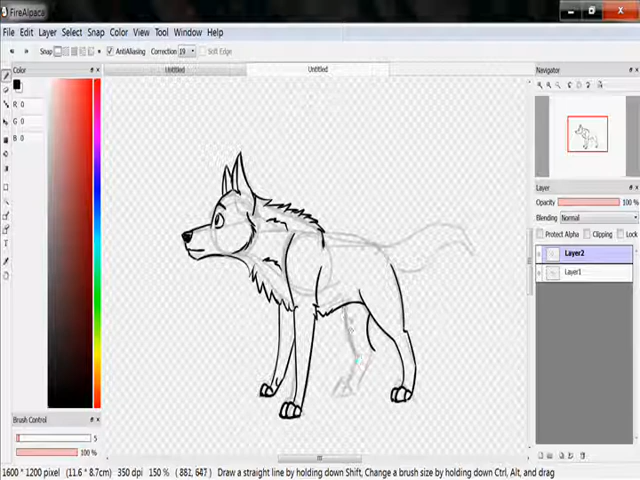 FireAlpaca
File Edit Layer Select Snap Color View Tool Window Help
Snap AntiAliasing Correction 19 Soft Edge
Color
Untitled
Untitled
Navigator
R 0
G 0
B 0
Layer
Opacity 100 %
Blending Normal
Protect Alpha Clipping Lock
Layer2
Layer1
Brush Control
5
100 %
1600 * 1200 pixel (11.6 * 8.7cm) 350 dpi 150 % ( 881, 647 ) Draw a straight line by holding down Shift, Change a brush size by holding down Ctrl, Alt, and drag